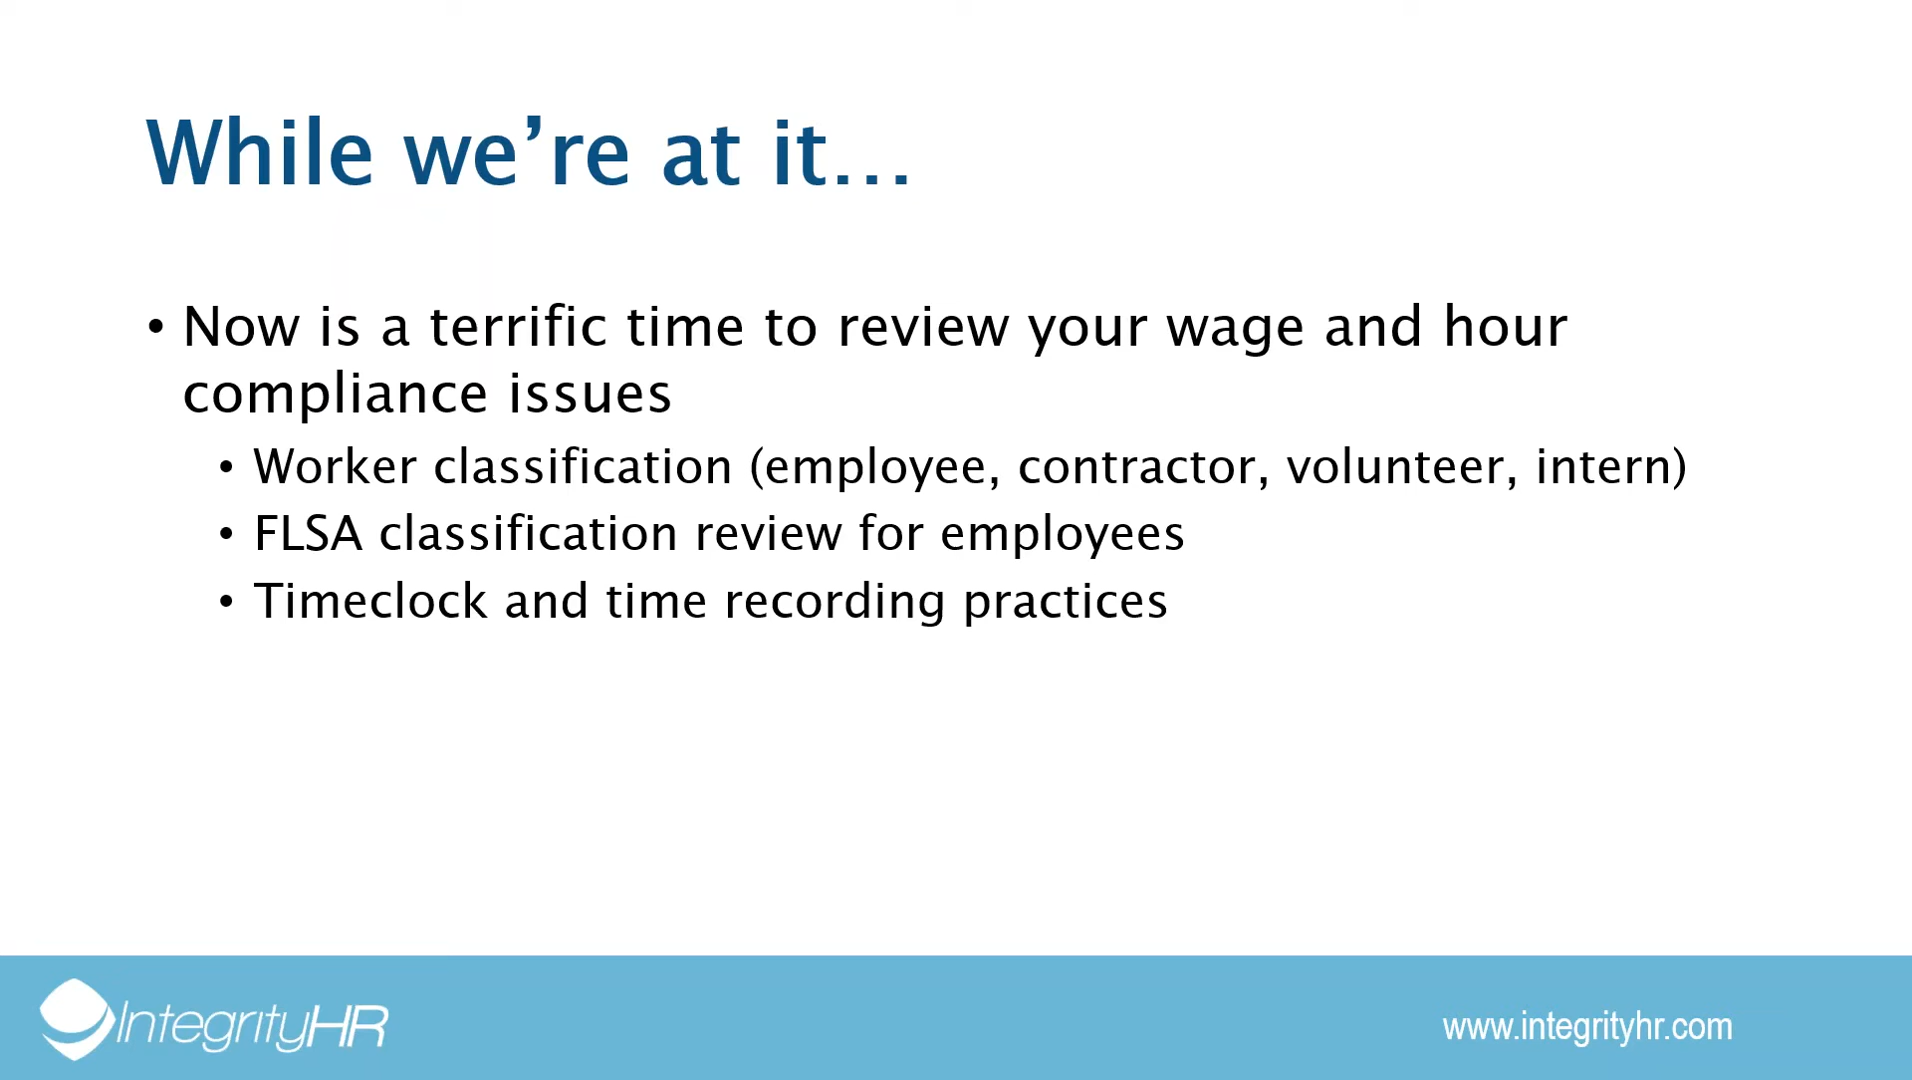 While we’re at it…
• Now is a terrific time to review your wage and hour
compliance issues
• Worker classification (employee, contractor, volunteer, intern)
• FLSA classification review for employees
• Timeclock and time recording practices
IntegrityHR
www.integrityhr.com